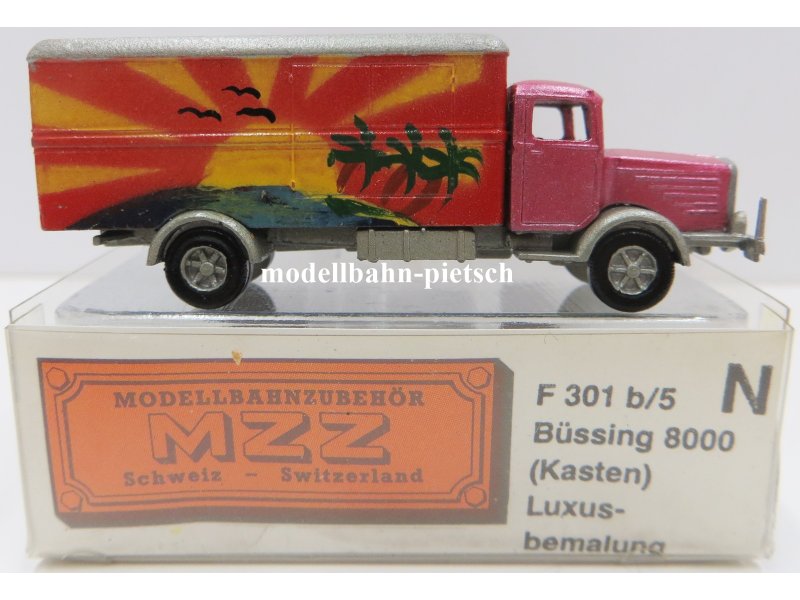 modellbahn-pietsch
MODELLBAHNZUBEHÖR
MZZ
Schweiz - Switzerland
F 301 b/5
N
Büssing 8000
(Kasten)
Luxus-
bemalung